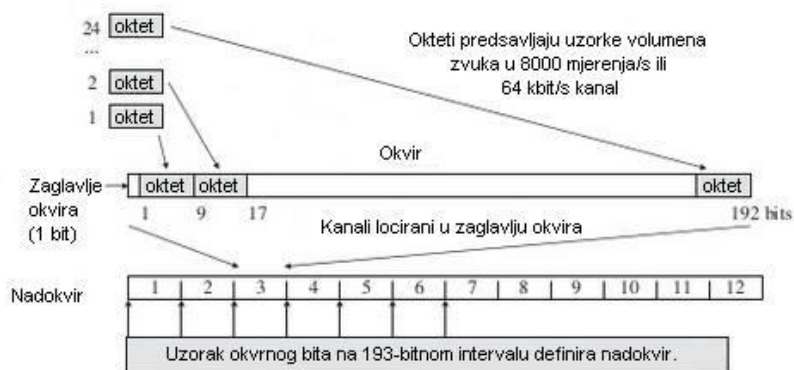 24 oktet
...
2 oktet
1 oktet
Okteti predsavljaju uzorke volumena
zvuka u 8000 mjerenja/s ili
64 kbit/s kanal
Okvir
Zaglavlje
okvira
(1 bit)
oktet oktet oktet
1 9 17 192 bits
Kanali locirani u zaglavlju okvira
Nadokvir
1 2 3 4 5 6 7 8 9 10 11 12
Uzorak okvrnog bita na 193-bitnom intervalu definira nadokvir.